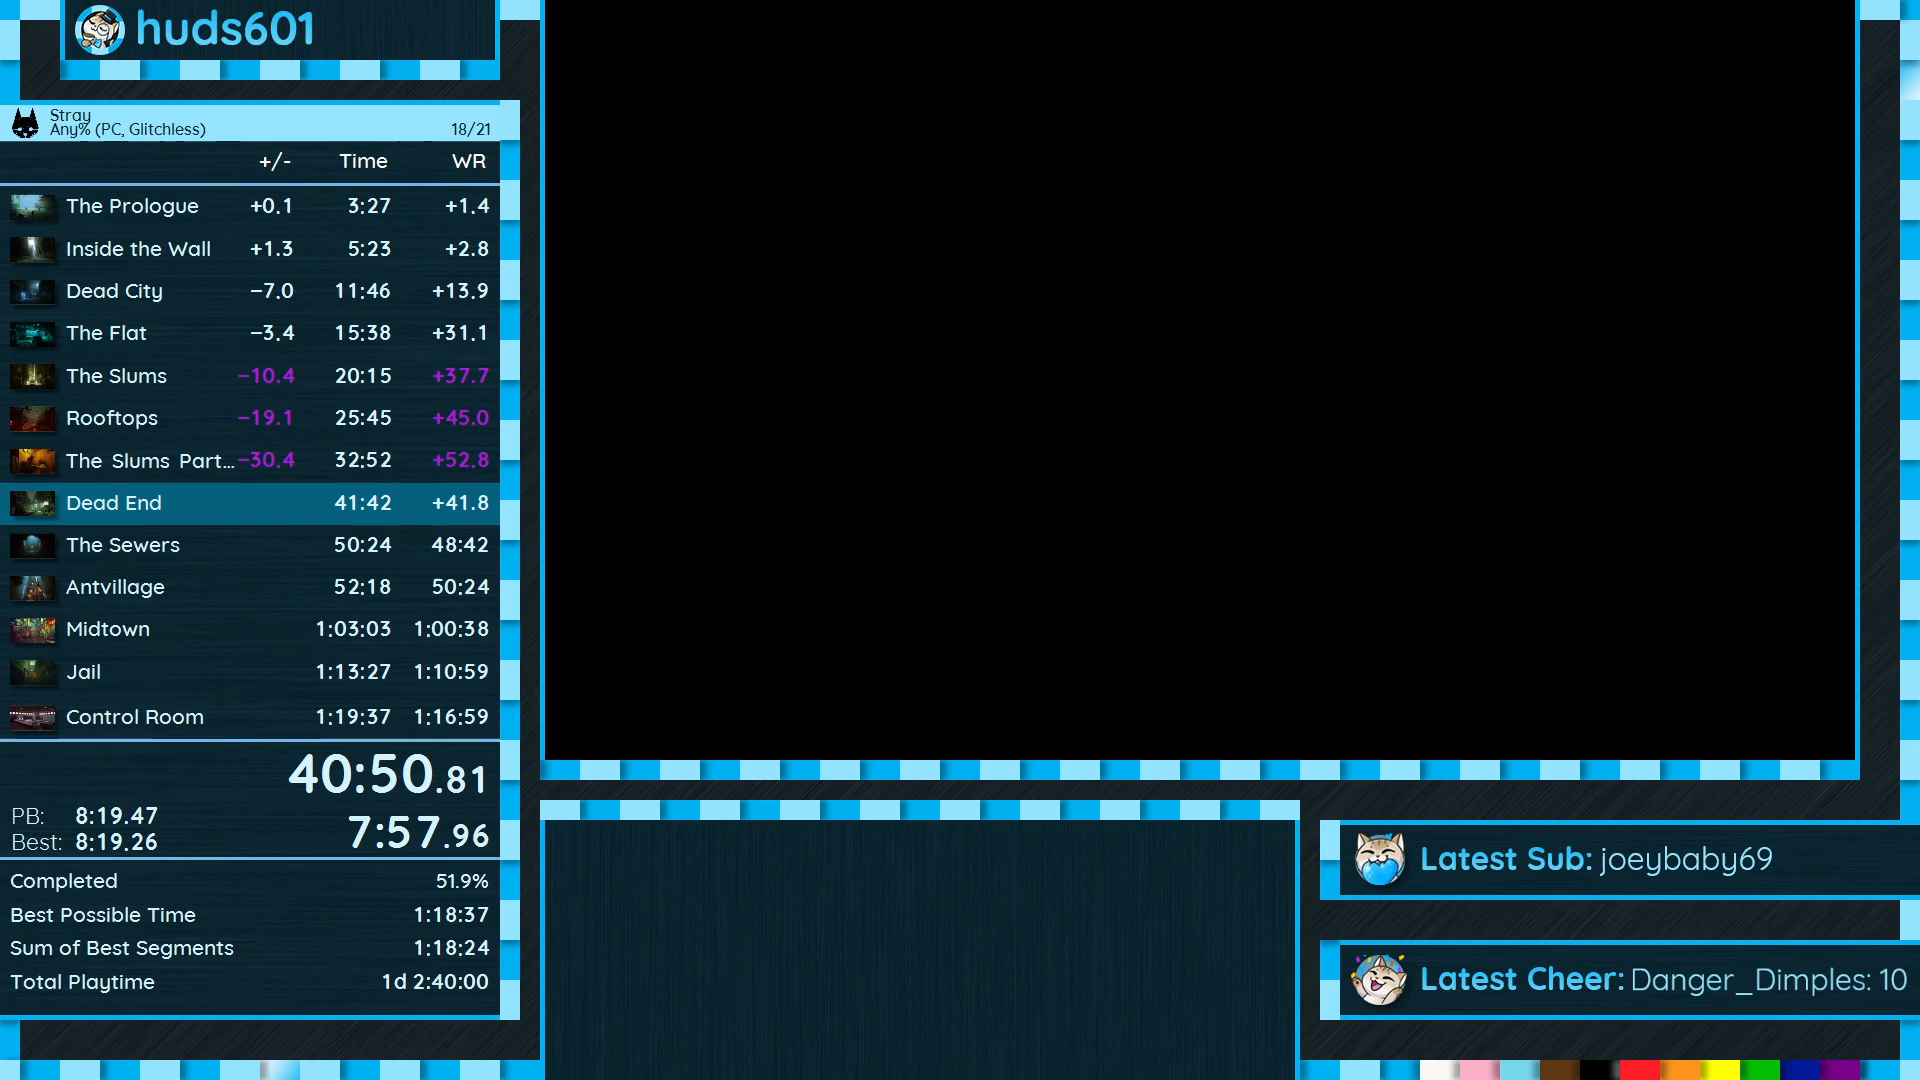 huds601
Stray
Any% (PC, Glitchless) 18/21
+/- Time WR
The Prologue +0.1 3:27 +1.4
Inside the Wall +1.3 5:23 +2.8
Dead City −7.0 11:46 +13.9
The Flat −3.4 15:38 +31.1
The Slums −10.4 20:15 +37.7
Rooftops −19.1 25:45 +45.0
The Slums Part... −30.4 32:52 +52.8
Dead End 41:42 +41.8
The Sewers 50:24 48:42
Antvillage 52:18 50:24
Midtown 1:03:03 1:00:38
Jail 1:13:27 1:10:59
Control Room 1:19:37 1:16:59
40:50.81
PB: 8:19.47
Best: 8:19.26
7:57.96
Completed 51.9%
Best Possible Time 1:18:37
Sum of Best Segments 1:18:24
Total Playtime 1d 2:40:00
Latest Sub: joeybaby69
Latest Cheer: Danger_Dimples: 10